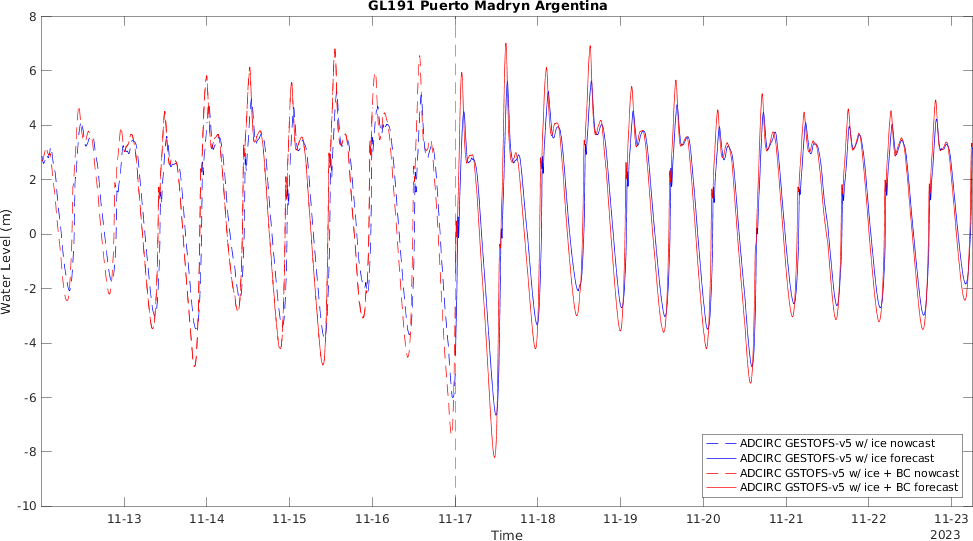 GL191 Puerto Madryn Argentina
8
6
4
2
0
-2
-4
-6
-8
-10
Water Level (m)
ADCIRC GESTOFS-v5 w/ ice nowcast
ADCIRC GESTOFS-v5 w/ ice forecast
ADCIRC GSTOFS-v5 w/ ice + BC nowcast
ADCIRC GSTOFS-v5 w/ ice + BC forecast
11-13 11-14 11-15 11-16 11-17 11-18 11-19 11-20 11-21 11-22 11-23
Time
2023